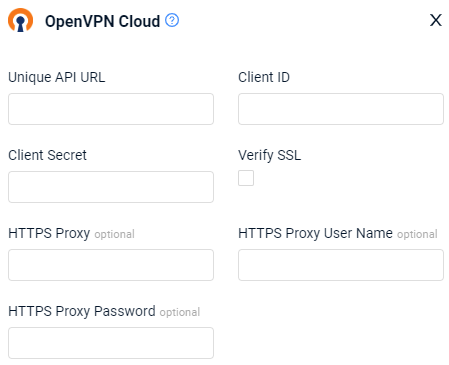 OpenVPN Cloud ? X
Unique API URL
Client ID
Client Secret
Verify SSL
HTTPS Proxy optional
HTTPS Proxy User Name optional
HTTPS Proxy Password optional